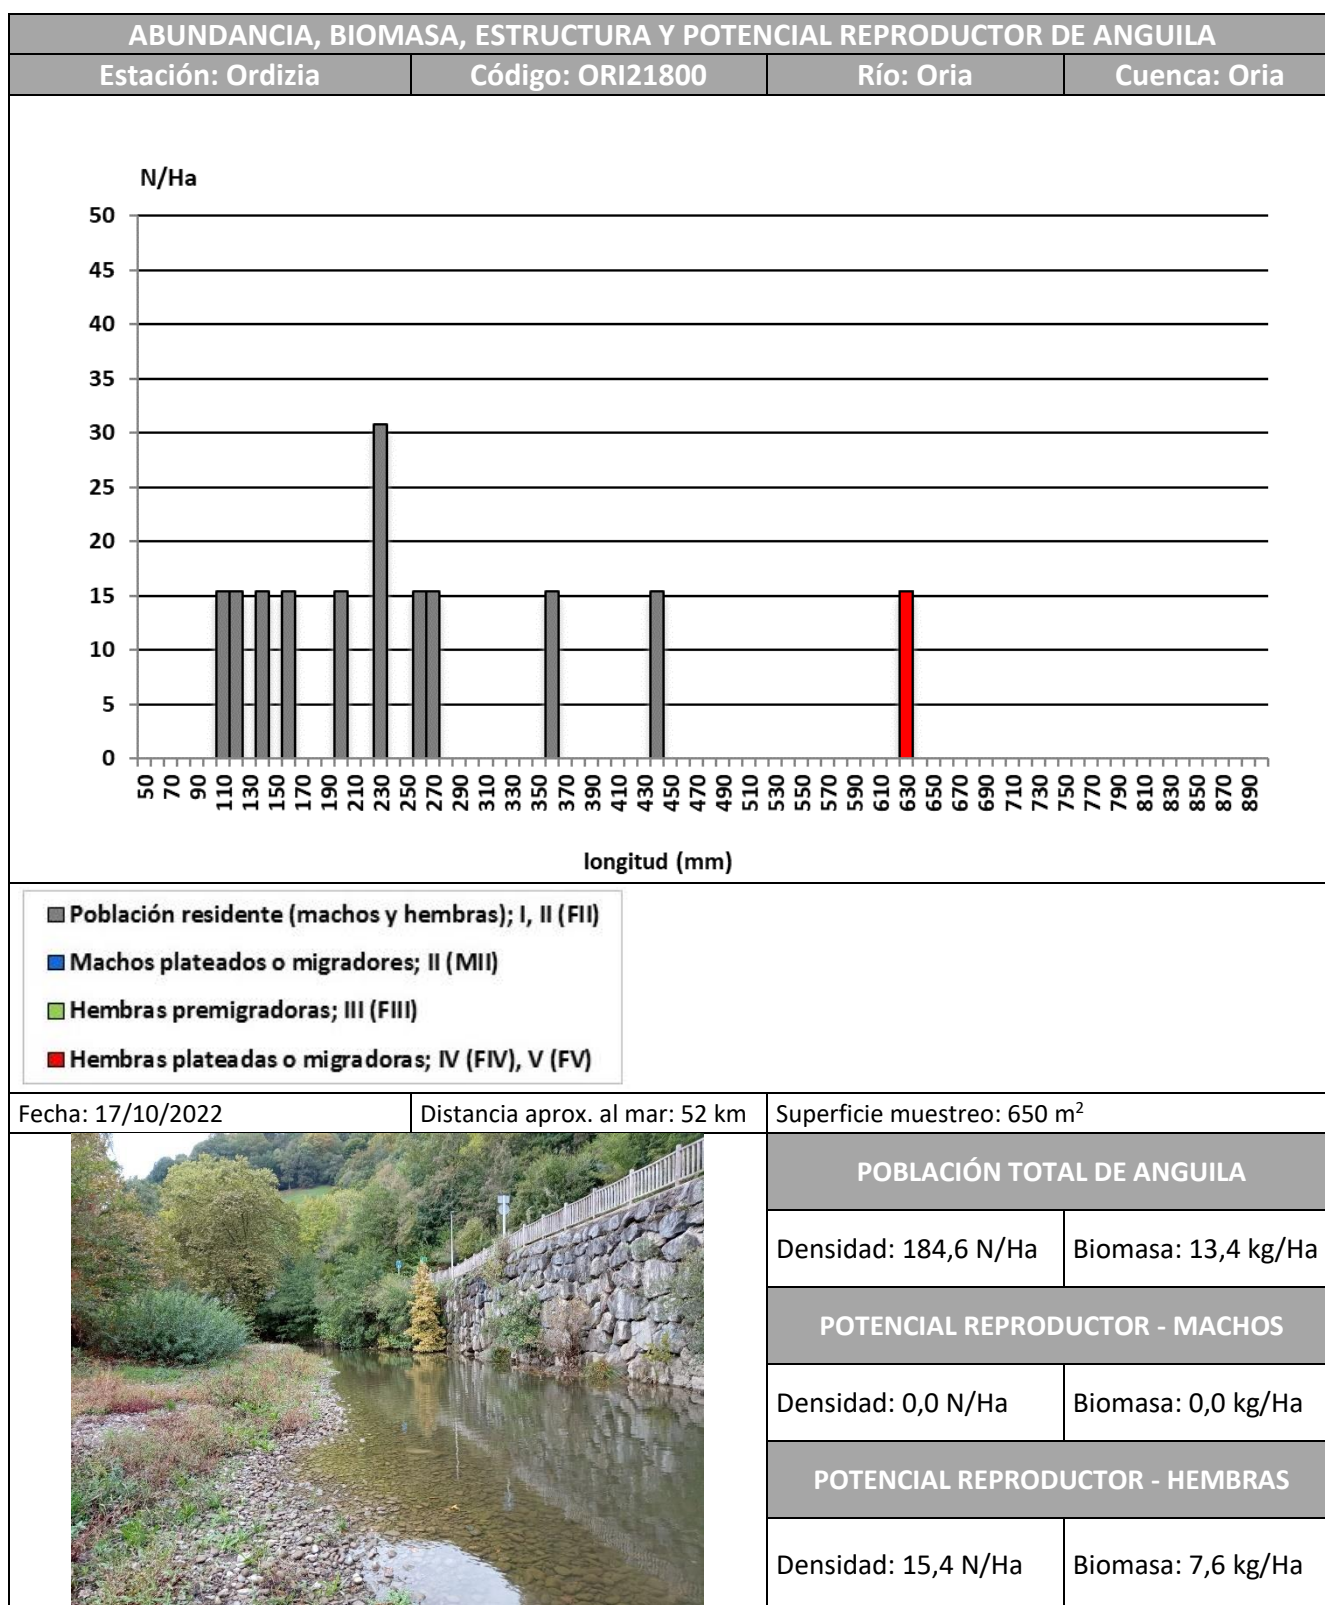 ABUNDANCIA, BIOMASA, ESTRUCTURA Y POTENCIAL REPRODUCTOR DE ANGUILA
Estación: Ordizia Código: ORI21800 Río: Oria Cuenca: Oria
N/Ha
50
45
40
35
30
25
20
15
10
5
0
50 70 90 110 130 150 170 190 210 230 250 270 290 310 330 350 370 390 410 430 450 470 490 510 530 550 570 590 610 630 650 670 690 710 730 750 770 790 810 830 850 870 890
longitud (mm)
Población residente (machos y hembras); I, II (FII)
Machos plateados o migradores; II (MII)
Hembras premigradoras; III (FIII)
Hembras plateadas o migradoras; IV (FIV), V (FV)
Fecha: 17/10/2022 Distancia aprox. al mar: 52 km Superficie muestreo: 650 m²
POBLACIÓN TOTAL DE ANGUILA
Densidad: 184,6 N/Ha Biomasa: 13,4 kg/Ha
POTENCIAL REPRODUCTOR - MACHOS
Densidad: 0,0 N/Ha Biomasa: 0,0 kg/Ha
POTENCIAL REPRODUCTOR - HEMBRAS
Densidad: 15,4 N/Ha Biomasa: 7,6 kg/Ha